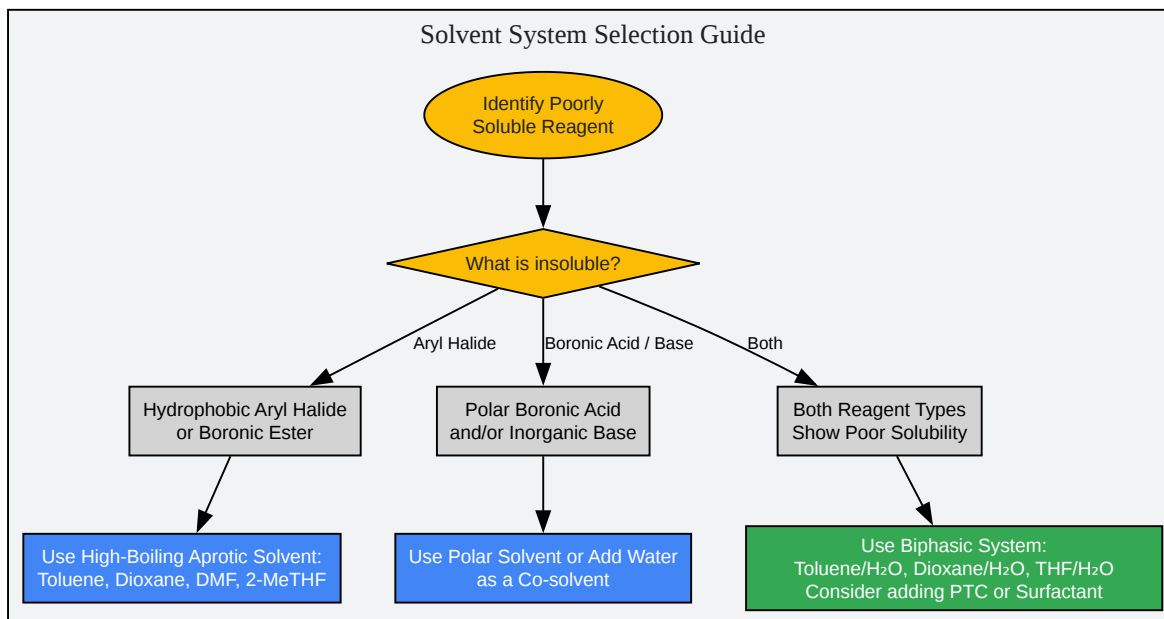 Solvent System Selection Guide
Identify Poorly
Soluble Reagent
What is insoluble?
Aryl Halide
Boronic Acid / Base
Both
Hydrophobic Aryl Halide
or Boronic Ester
Polar Boronic Acid
and/or Inorganic Base
Both Reagent Types
Show Poor Solubility
Use High-Boiling Aprotic Solvent:
Toluene, Dioxane, DMF, 2-MeTHF
Use Polar Solvent or Add Water
as a Co-solvent
Use Biphasic System:
Toluene/H₂O, Dioxane/H₂O, THF/H₂O
Consider adding PTC or Surfactant